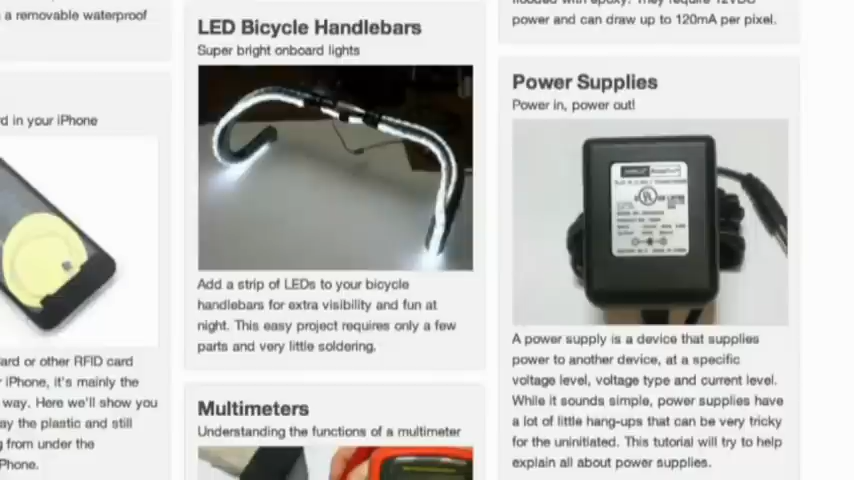 a removable waterproof
d in your iPhone
ard or other RFID card
iPhone, it's mainly the
way. Here we'll show you
ay the plastic and still
g from under the
Phone.
LED Bicycle Handlebars
Super bright onboard lights
Add a strip of LEDs to your bicycle
handlebars for extra visibility and fun at
night. This easy project requires only a few
parts and very little soldering.
Multimeters
Understanding the functions of a multimeter
flooded with epoxy. They require 12VDC
power and can draw up to 120mA per pixel.
Power Supplies
Power in, power out!
A power supply is a device that supplies
power to another device, at a specific
voltage level, voltage type and current level.
While it sounds simple, power supplies have
a lot of little hang-ups that can be very tricky
for the uninitiated. This tutorial will try to help
explain all about power supplies.